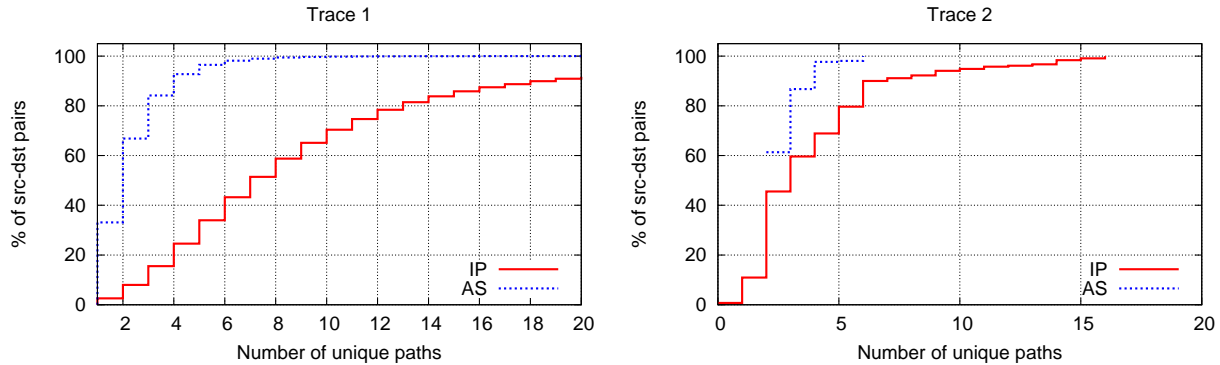 Trace 1
100
80
60
40
20
0
% of src-dst pairs
IP
AS
2 4 6 8 10 12 14 16 18 20
Number of unique paths
Trace 2
100
80
60
40
20
0
% of src-dst pairs
IP
AS
0 5 10 15 20
Number of unique paths